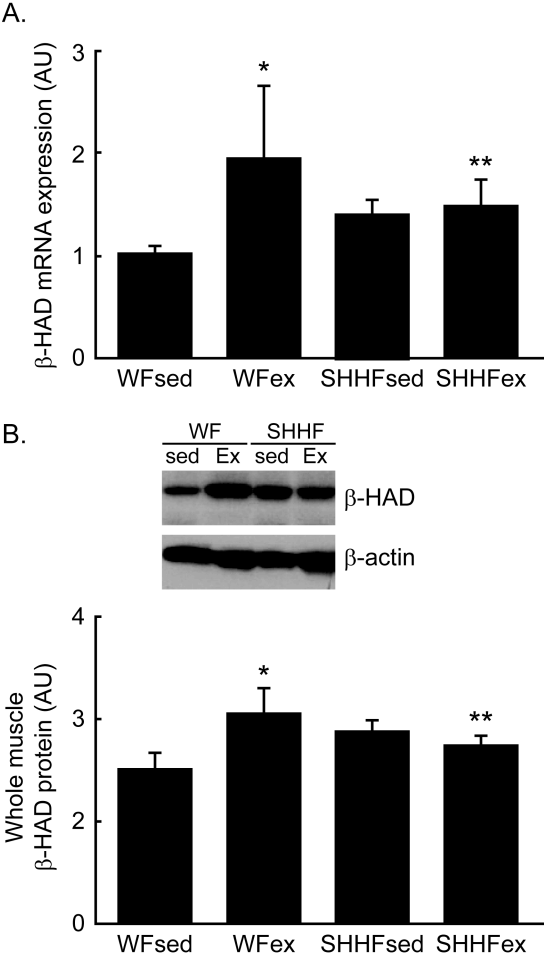 A.
β-HAD mRNA expression (AU)
3
2
1
0
*
**
WFsed WFex SHHFsed SHHFex
B.
WF SHHF
sed Ex sed Ex
β-HAD
β-actin
Whole muscle
β-HAD protein (AU)
4
3
2
0
*
**
WFsed WFex SHHFsed SHHFex